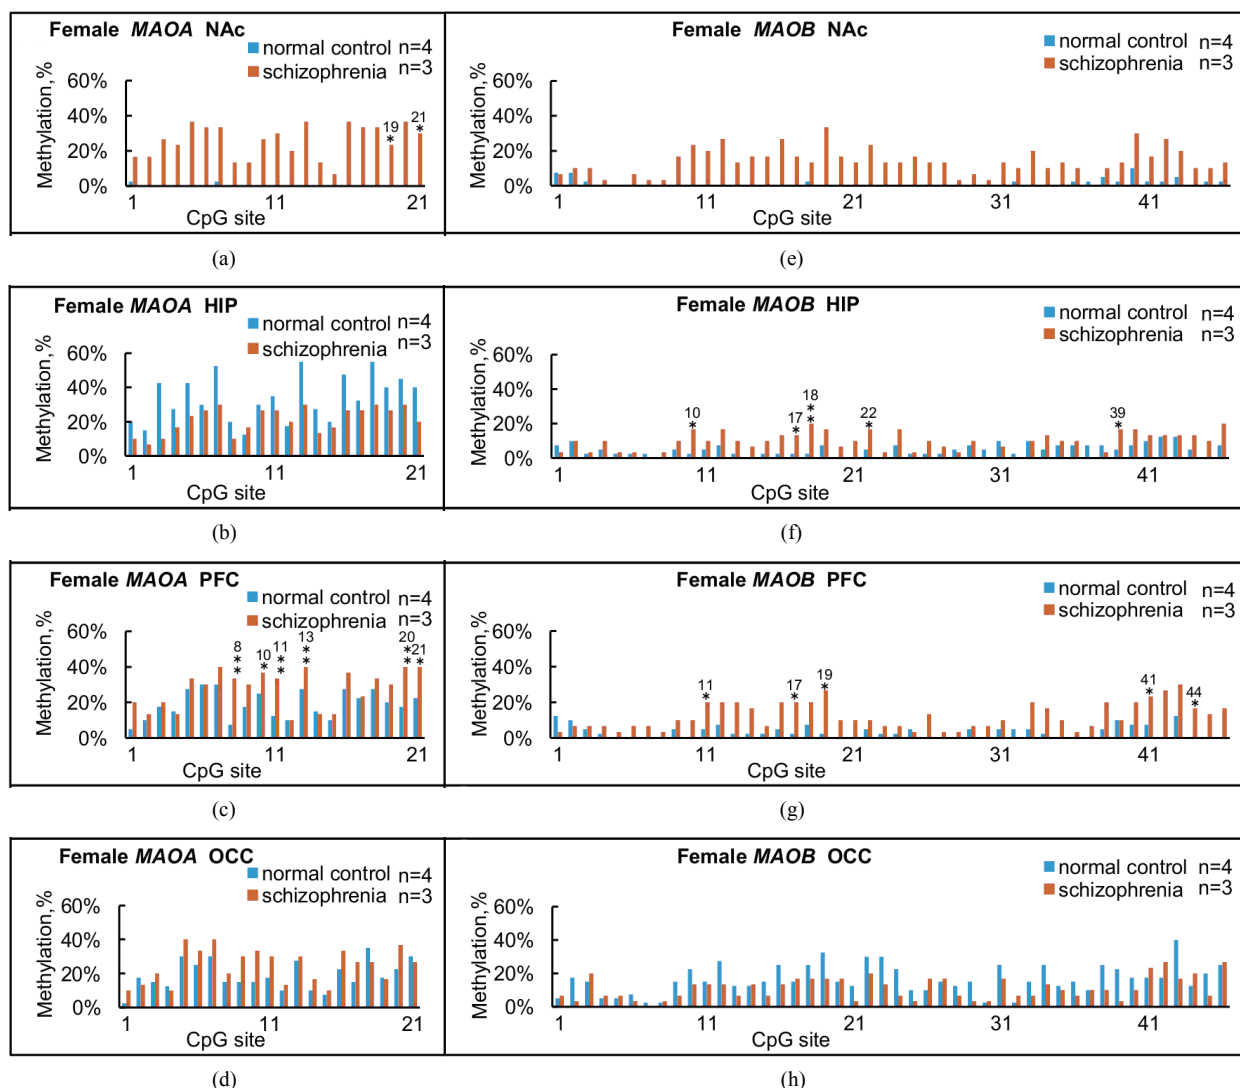 Female MAOA NAc
normal control n=4
schizophrenia n=3
Methylation,%
60%
40%
20%
0%
19
*
21
*
1 11 21
CpG site
(a)
Female MAOB NAc
normal control n=4
schizophrenia n=3
Methylation,%
60%
40%
20%
0%
1 11 21 31 41
CpG site
(e)
Female MAOA HIP
normal control n=4
schizophrenia n=3
Methylation,%
60%
40%
20%
0%
1 11 21
CpG site
(b)
Female MAOB HIP
normal control n=4
schizophrenia n=3
Methylation,%
60%
40%
20%
0%
10
*
17
*
18
*
*
22
*
39
*
1 11 21 31 41
CpG site
(f)
Female MAOA PFC
normal control n=4
schizophrenia n=3
Methylation,%
60%
40%
20%
0%
8
*
*
10
*
11
*
*
13
*
*
20
*
*
21
*
1 11 21
CpG site
(c)
Female MAOB PFC
normal control n=4
schizophrenia n=3
Methylation,%
60%
40%
20%
0%
11
*
17
*
19
*
41
*
44
*
1 11 21 31 41
CpG site
(g)
Female MAOA OCC
normal control n=4
schizophrenia n=3
Methylation,%
60%
40%
20%
0%
1 11 21
CpG site
(d)
Female MAOB OCC
normal control n=4
schizophrenia n=3
Methylation,%
60%
40%
20%
0%
1 11 21 31 41
CpG site
(h)